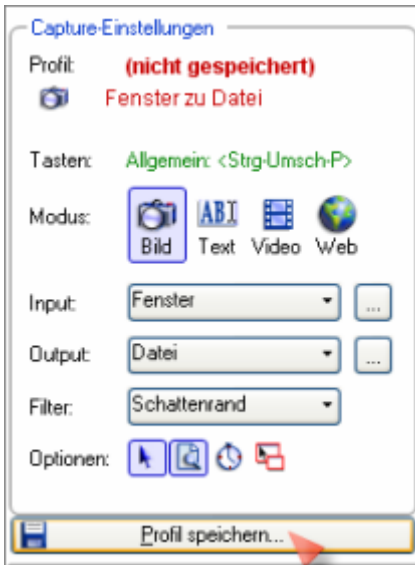 Capture-Einstellungen
Profil: (nicht gespeichert)
Fenster zu Datei
Tasten: Allgemein: <Strg-Umsch-P>
Modus:
ABI
Bild Text Video Web
Input: Fenster ...
Output: Datei ...
Filter: Schattenrand
Optionen:
Profil speichern...